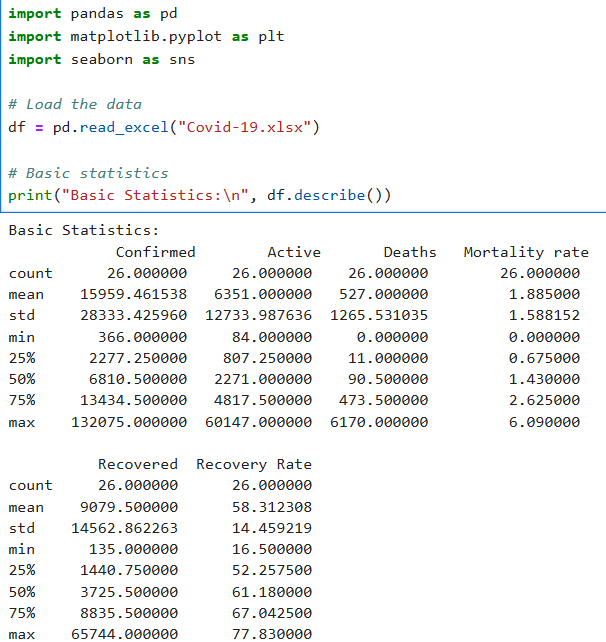 import pandas as pd
import matplotlib.pyplot as plt
import seaborn as sns
# Load the data
df = pd.read_excel("Covid-19.xlsx")
# Basic statistics
print("Basic Statistics:\n", df.describe())
Basic Statistics:
Confirmed Active Deaths Mortality rate
count 26.000000 26.000000 26.000000 26.000000
mean 15959.461538 6351.000000 527.000000 1.885000
std 28333.425960 12733.987636 1265.531035 1.588152
min 366.000000 84.000000 0.000000 0.000000
25% 2277.250000 807.250000 11.000000 0.675000
50% 6810.500000 2271.000000 90.500000 1.430000
75% 13434.500000 4817.500000 473.500000 2.625000
max 132075.000000 60147.000000 6170.000000 6.090000
Recovered Recovery Rate
count 26.000000 26.000000
mean 9079.500000 58.312308
std 14562.862263 14.459219
min 135.000000 16.500000
25% 1440.750000 52.257500
50% 3725.500000 61.180000
75% 8835.500000 67.042500
max 65744.000000 77.830000